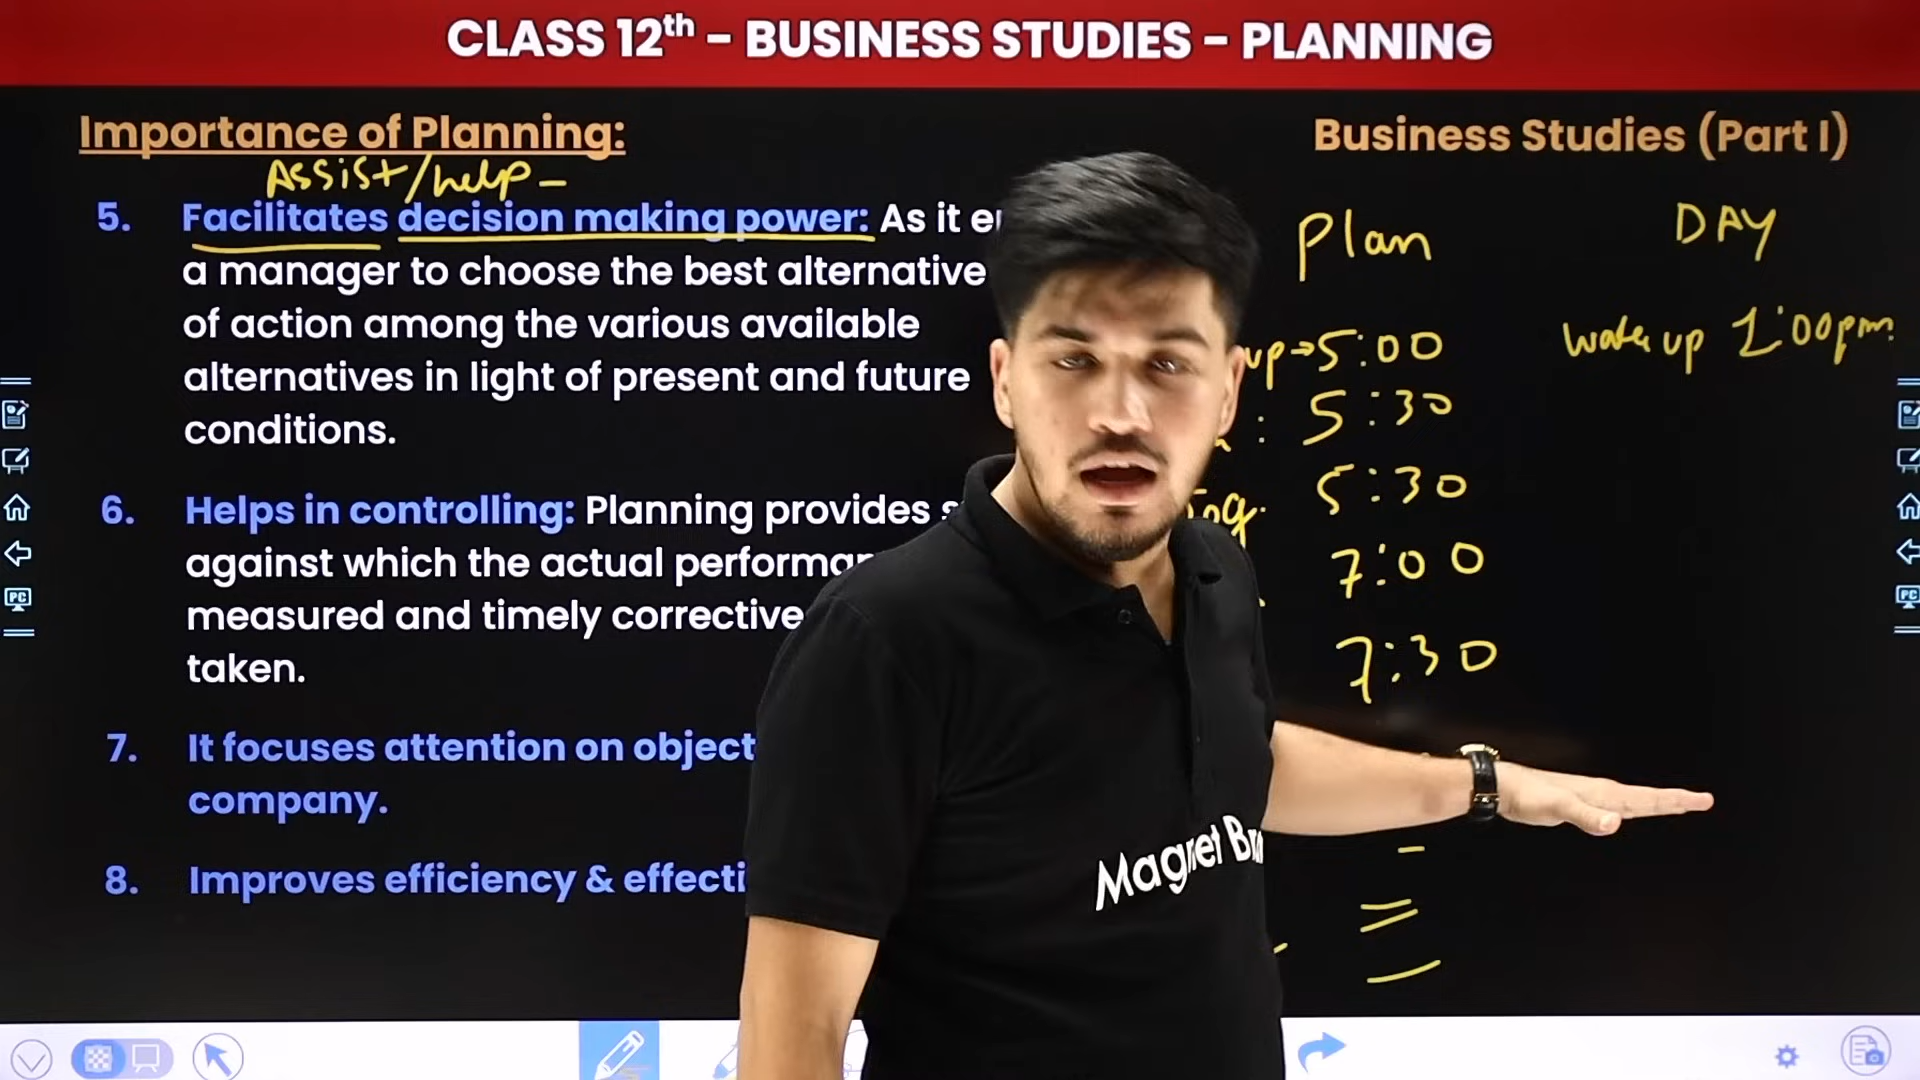 CLASS 12th – BUSINESS STUDIES – PLANNING
Importance of Planning:
Business Studies (Part I)
Assist/help –
5. Facilitates decision making power: As it
a manager to choose the best alternative
of action among the various available
alternatives in light of present and future
conditions.
6. Helps in controlling: Planning provides
against which the actual
measured and timely corrective
taken.
7. It focuses attention on
company.
8. Improves efficiency &
Plan
up→5:00
: 5:30
5:30
7:00
7:30
DAY
wake up 1:00pm.
Magnet
PC
PC